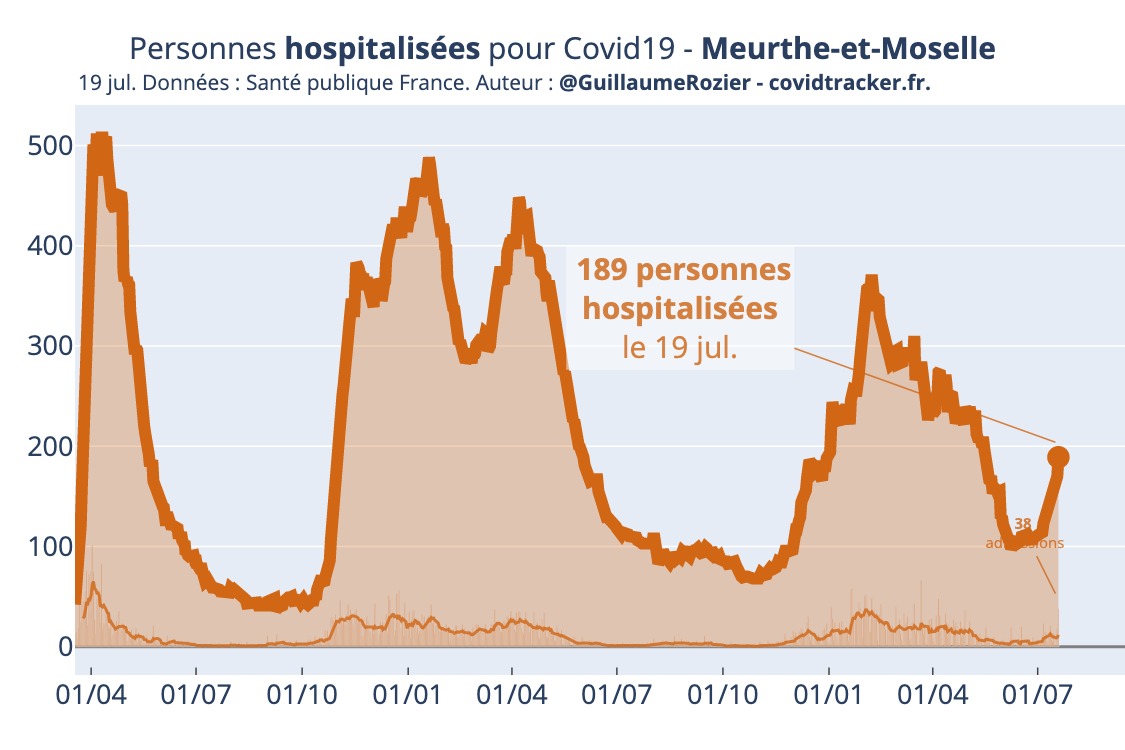 Personnes hospitalisées pour Covid19 - Meurthe-et-Moselle
19 jul. Données : Santé publique France. Auteur : @GuillaumeRozier - covidtracker.fr.
500
400
300
200
100
0
189 personnes
hospitalisées
le 19 jul.
38
admissions
01/04 01/07 01/10 01/01 01/04 01/07 01/10 01/01 01/04 01/07